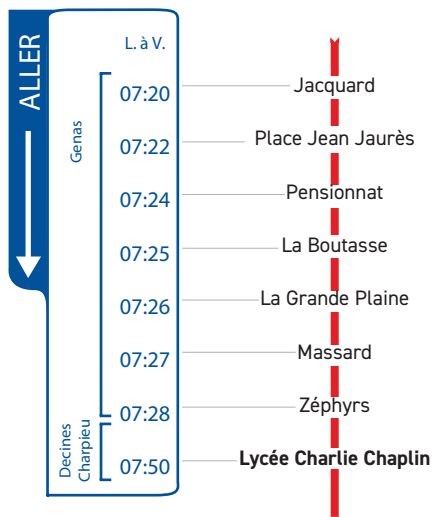 ALLER
L. à V.
Genas
07:20 Jacquard
07:22 Place Jean Jaurès
07:24 Pensionnat
07:25 La Boutasse
07:26 La Grande Plaine
07:27 Massard
07:28 Zéphyrs
Decines
Charpieu
07:50 Lycée Charlie Chaplin